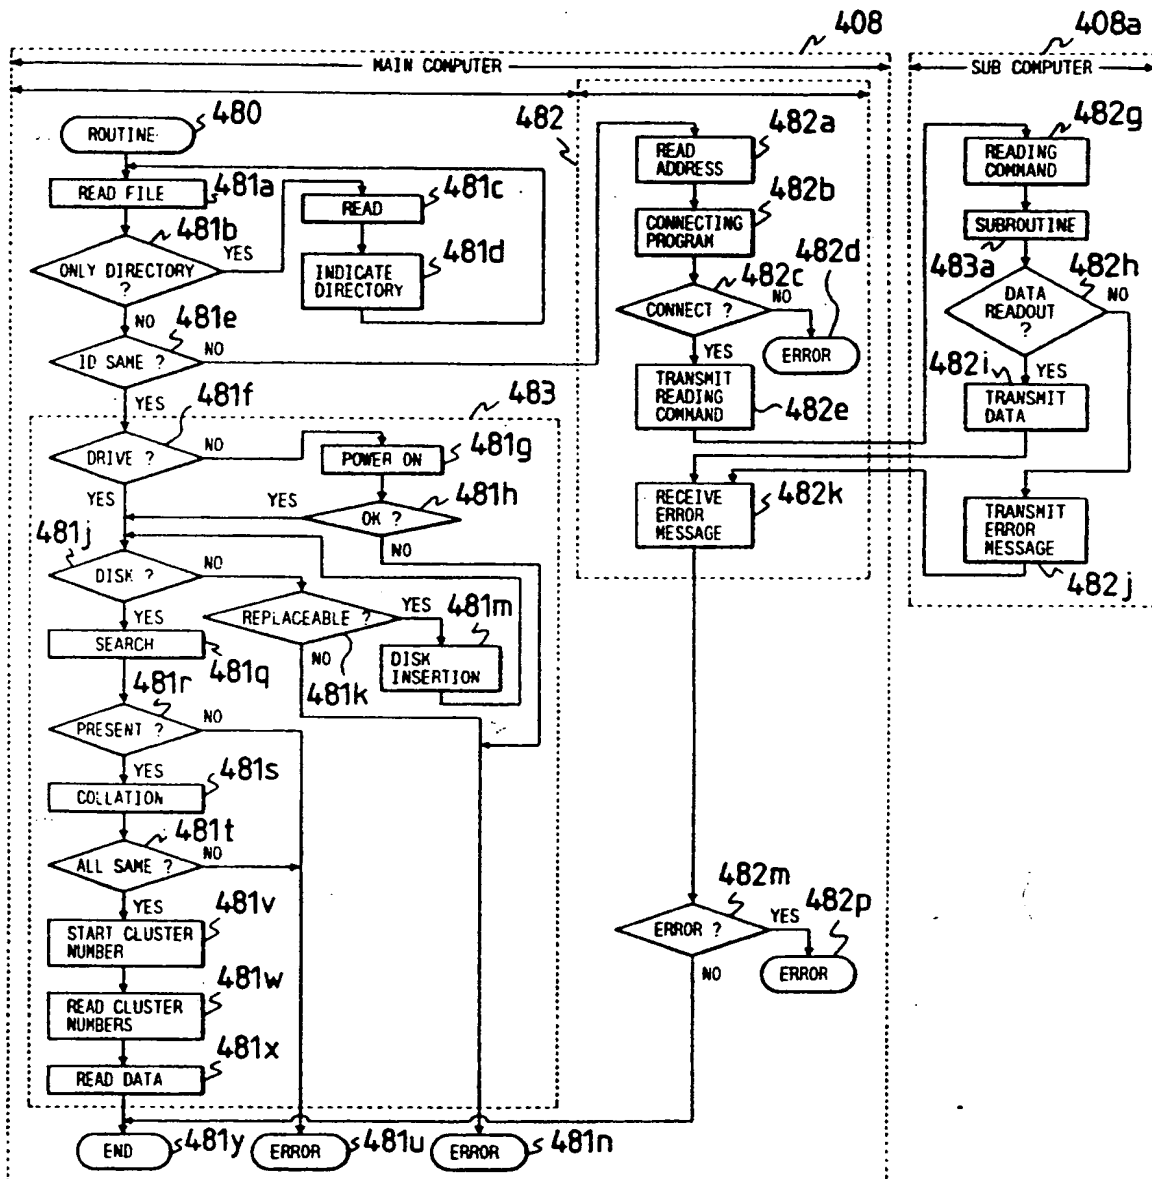 408
408a
MAIN COMPUTER
SUB COMPUTER
480
ROUTINE
READ FILE
481a
481b
ONLY DIRECTORY
?
YES
NO
READ
481c
INDICATE
DIRECTORY
481d
481e
ID SAME ?
NO
YES
482
READ
ADDRESS
482a
CONNECTING
PROGRAM
482b
482c
CONNECT ?
NO
YES
482d
ERROR
TRANSMIT
READING
COMMAND
482e
482g
READING
COMMAND
SUBROUTINE
483a
482h
DATA
READOUT
?
NO
YES
482i
TRANSMIT
DATA
TRANSMIT
ERROR
MESSAGE
482j
RECEIVE
ERROR
MESSAGE
482k
483
481f
DRIVE ?
NO
YES
POWER ON
481g
481h
OK ?
YES
NO
481j
DISK ?
NO
YES
REPLACEABLE ?
YES
NO
481k
481m
DISK
INSERTION
SEARCH
481q
481r
PRESENT ?
NO
YES
COLLATION
481s
481t
ALL SAME ?
NO
YES
START CLUSTER
NUMBER
481v
READ CLUSTER
NUMBERS
481w
READ DATA
481x
482m
ERROR ?
YES
NO
482p
ERROR
END
481y
ERROR
481u
ERROR
481n